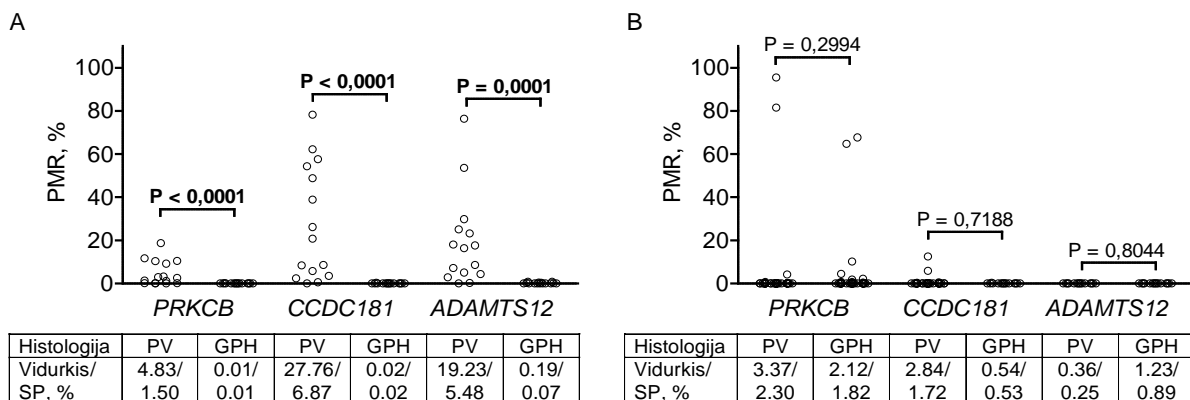 A
PMR, %
100
80
60
40
20
0
P < 0,0001
P < 0,0001
P = 0,0001
PRKCB CCDC181 ADAMTS12
Histologija PV GPH PV GPH PV GPH
Vidurkis/ 4.83/ 0.01/ 27.76/ 0.02/ 19.23/ 0.19/
SP, % 1.50 0.01 6.87 0.02 5.48 0.07
B
PMR, %
100
80
60
40
20
0
P = 0,2994
P = 0,7188
P = 0,8044
PRKCB CCDC181 ADAMTS12
Histologija PV GPH PV GPH PV GPH
Vidurkis/ 3.37/ 2.12/ 2.84/ 0.54/ 0.36/ 1.23/
SP, % 2.30 1.82 1.72 0.53 0.25 0.89